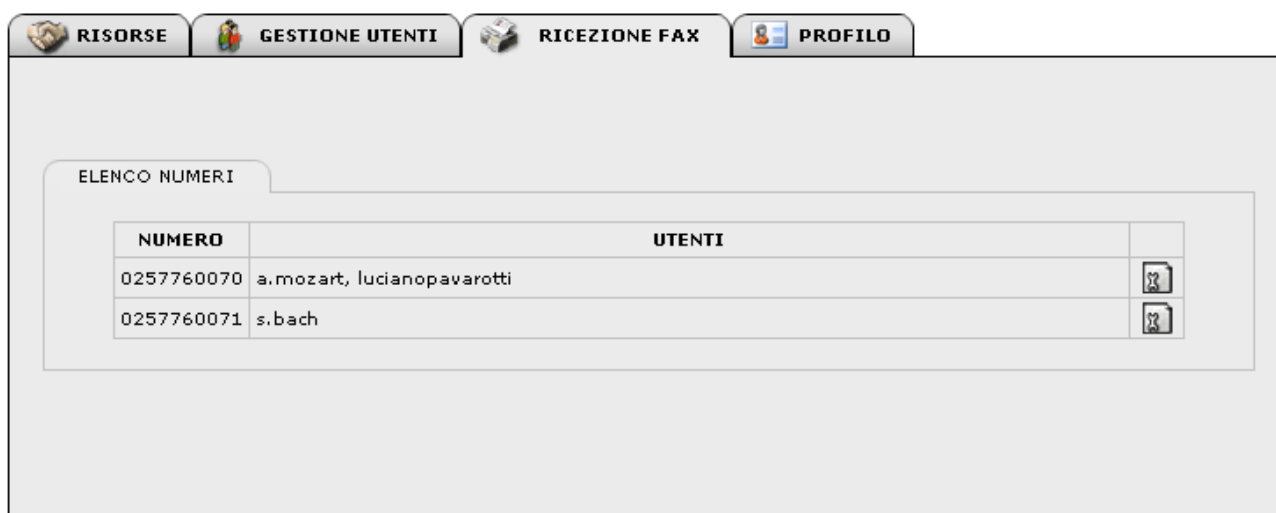 RISORSE GESTIONE UTENTI RICEZIONE FAX PROFILO
ELENCO NUMERI
NUMERO UTENTI
0257760070 a.mozart, lucianopavarotti
0257760071 s.bach